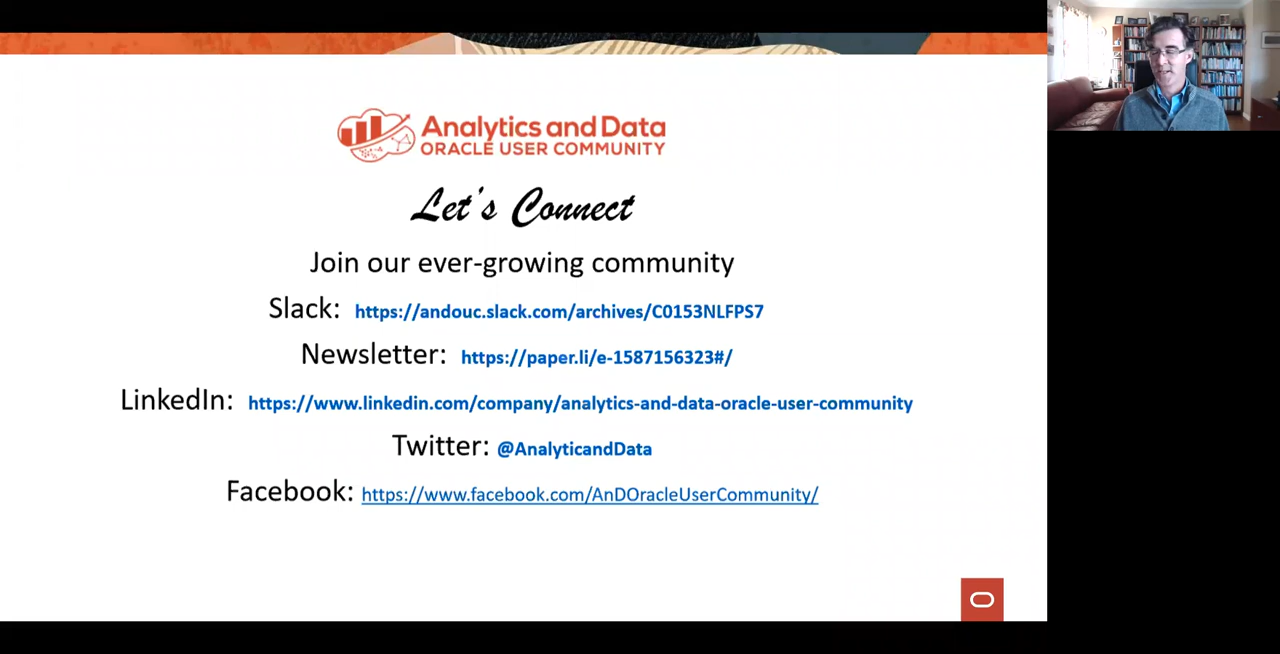 Analytics and Data
ORACLE USER COMMUNITY
Let's Connect
Join our ever-growing community
Slack: https://andouc.slack.com/archives/C0153NLFPS7
Newsletter: https://paper.li/e-1587156323#/
LinkedIn: https://www.linkedin.com/company/analytics-and-data-oracle-user-community
Twitter: @AnalyticandData
Facebook: https://www.facebook.com/AnDOracleUserCommunity/